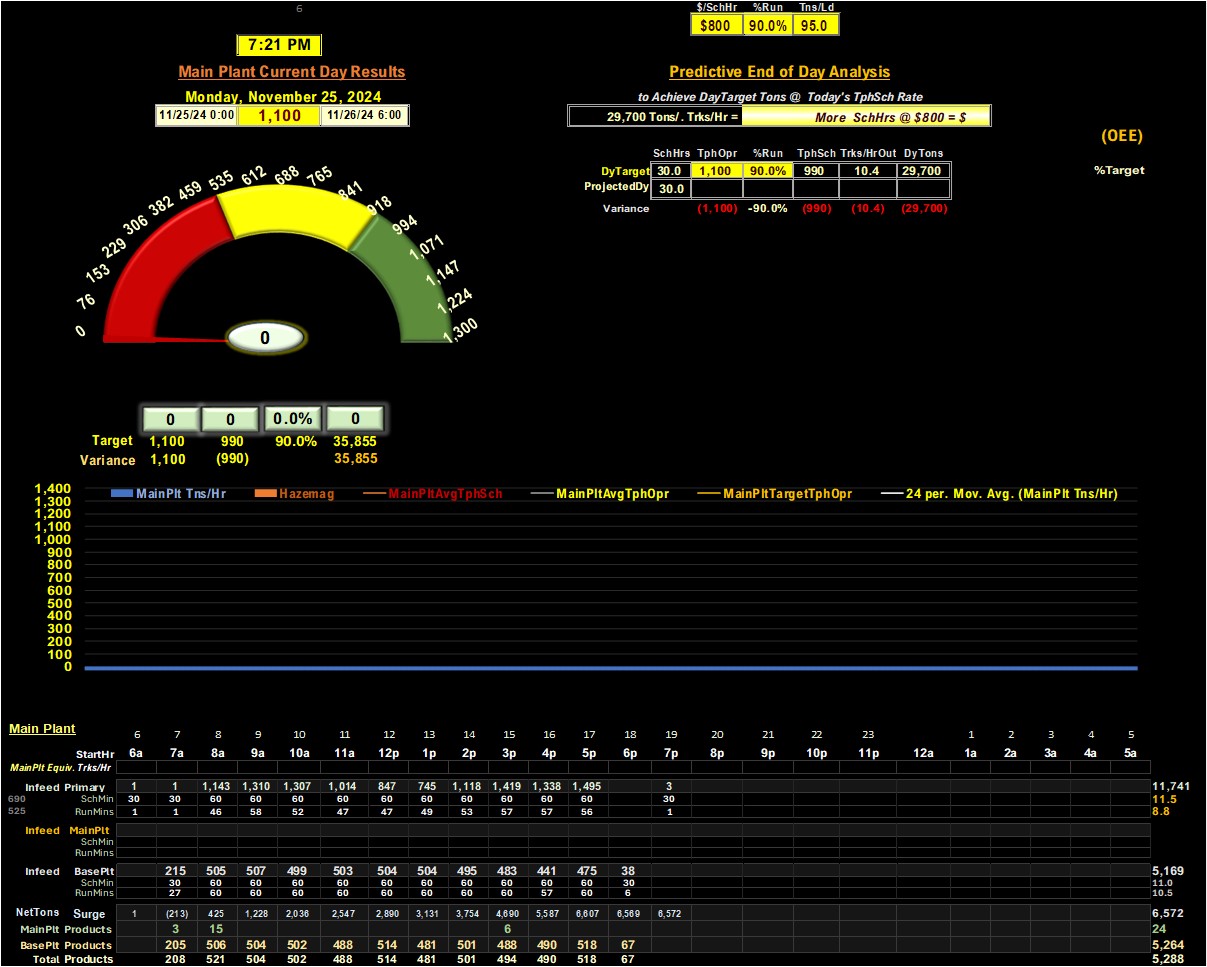 6
$/SchHr %Run Tns/Ld
$800 90.0% 95.0
7:21 PM
Main Plant Current Day Results
Predictive End of Day Analysis
Monday, November 25, 2024
to Achieve DayTarget Tons @ Today's TphSch Rate
11/25/24 0:00 1,100 11/26/24 6:00
29,700 Tons/. Trks/Hr = More SchHrs @ $800 = $
(OEE)
SchHrs TphOpr %Run TphSch Trks/HrOut DyTons
DyTarget 30.0 1,100 90.0% 990 10.4 29,700
%Target
ProjectedDy 30.0
Variance (1,100) -90.0% (990) (10.4) (29,700)
0 76 153 229 306 382 459 535 612 688 765 841 918 994 1,071 1,147 1,224 1,300
0
0 0 0.0% 0
Target 1,100 990 90.0% 35,855
Variance 1,100 (990) 35,855
MainPlt Tns/Hr Hazemag MainPltAvgTphSch MainPltAvgTphOpr MainPltTargetTphOpr 24 per. Mov. Avg. (MainPlt Tns/Hr)
1,400
1,300
1,200
1,100
1,000
900
800
700
600
500
400
300
200
100
0
Main Plant
6 7 8 9 10 11 12 13 14 15 16 17 18 19 20 21 22 23 1 2 3 4 5
StartHr 6a 7a 8a 9a 10a 11a 12p 1p 2p 3p 4p 5p 6p 7p 8p 9p 10p 11p 12a 1a 2a 3a 4a 5a
MainPlt Equiv. Trks/Hr
Infeed Primary 1 1 1,143 1,310 1,307 1,014 847 745 1,118 1,419 1,338 1,495 3 11,741
690 SchMin 30 30 60 60 60 60 60 60 60 60 60 60 30 11.5
525 RunMins 1 1 46 58 52 47 47 49 53 57 57 56 1 8.8
Infeed MainPlt
SchMin
RunMins
Infeed BasePlt 215 505 507 499 503 504 504 495 483 441 475 38 5,169
SchMin 30 60 60 60 60 60 60 60 60 60 60 30 11.0
RunMins 27 60 60 60 60 60 60 60 60 57 60 6 10.5
NetTons Surge 1 (213) 425 1,228 2,036 2,547 2,890 3,131 3,754 4,690 5,587 6,607 6,569 6,572 6,572
MainPlt Products 3 15 6 24
BasePlt Products 205 506 504 502 488 514 481 501 488 490 518 67 5,264
Total Products 208 521 504 502 488 514 481 501 494 490 518 67 5,288